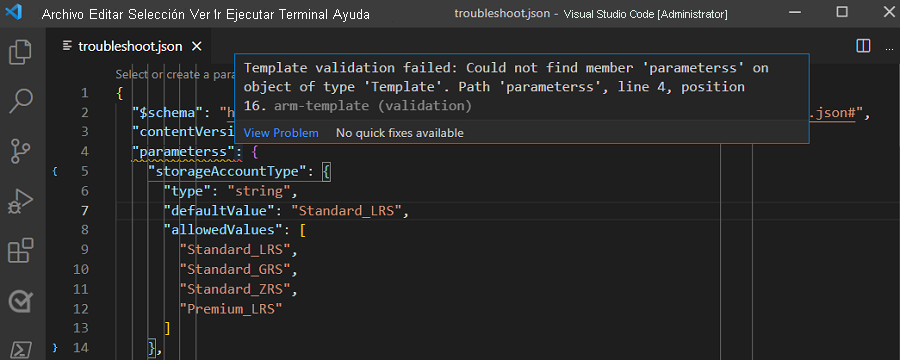 Archivo Editar Selección Ver Ir Ejecutar Terminal Ayuda troubleshoot.json - Visual Studio Code [Administrator]
troubleshoot.json
Select or create a para
Template validation failed: Could not find member 'parameterss' on
object of type 'Template'. Path 'parameterss', line 4, position
16. arm-template (validation)
View Problem No quick fixes available
1 {
2 "$schema": "h .json#",
3 "contentVersi
4 "parameterss": {
5 "storageAccountType": {
6 "type": "string",
7 "defaultValue": "Standard_LRS",
8 "allowedValues": [
9 "Standard_LRS",
10 "Standard_GRS",
11 "Standard_ZRS",
12 "Premium_LRS"
13 ]
14 },